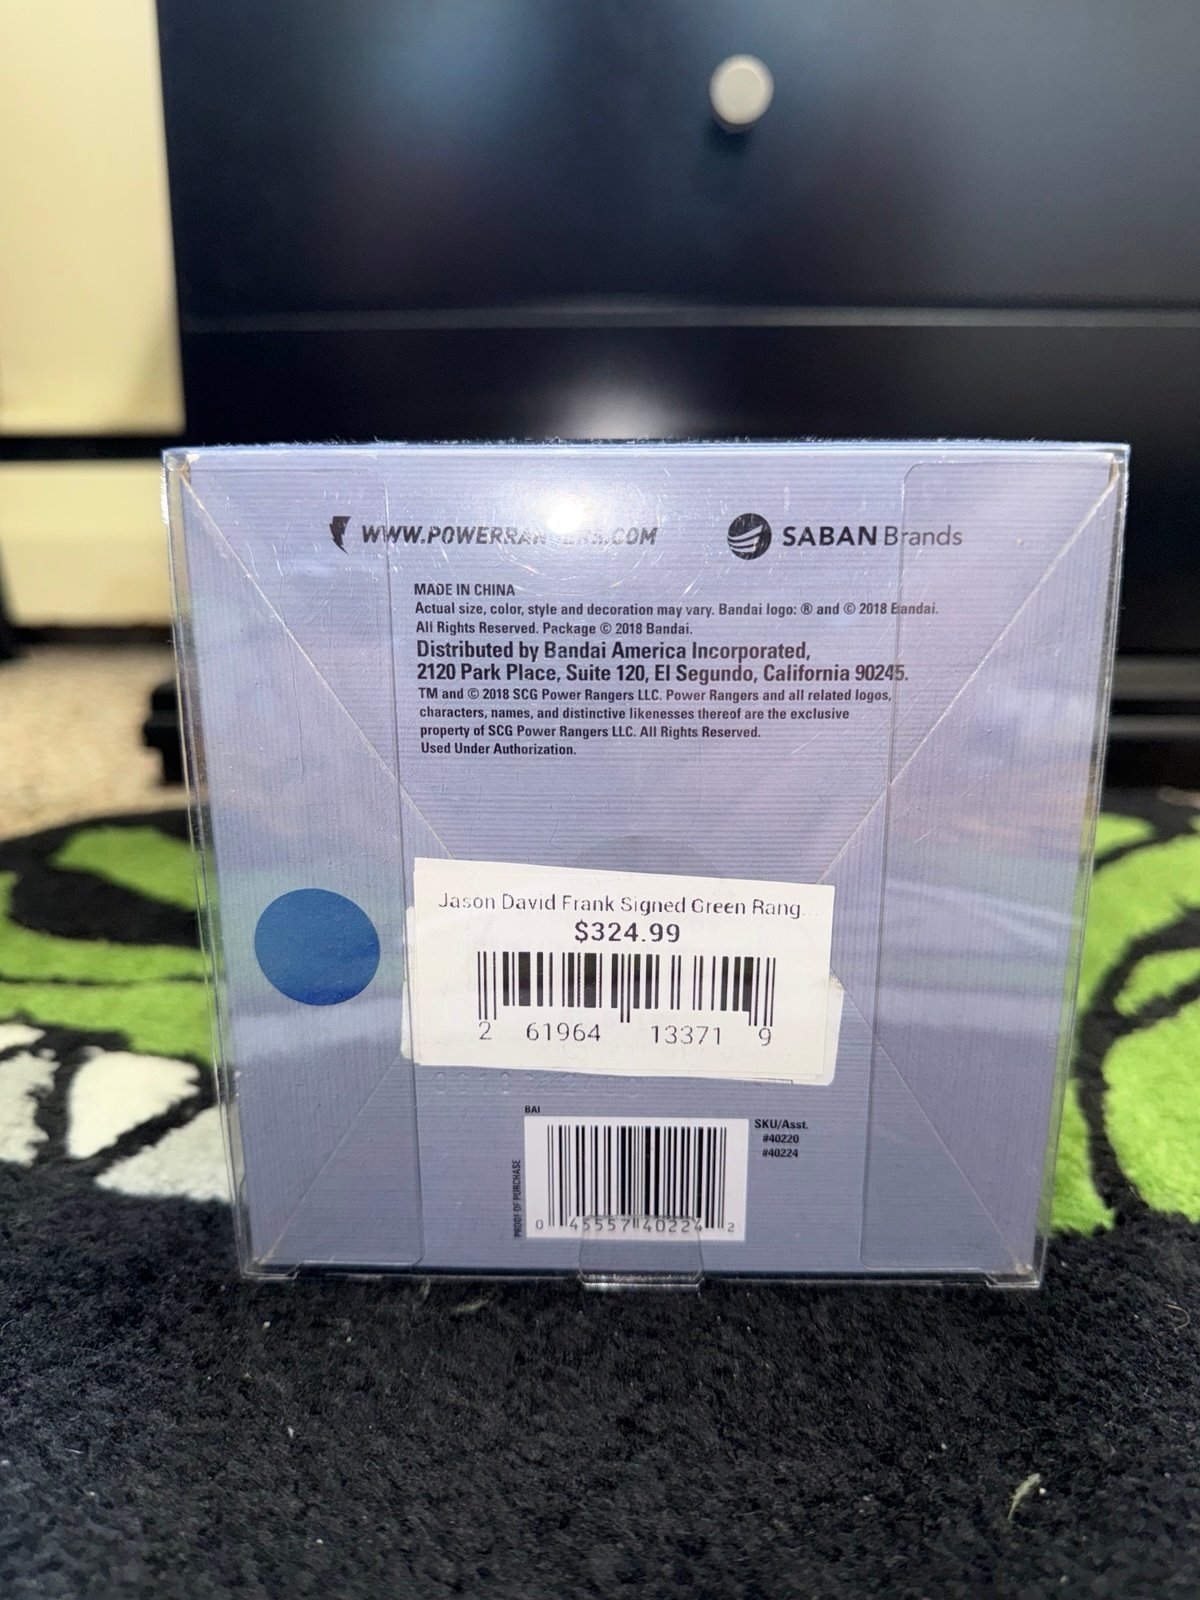 WWW.POWERRANGERS.COM
SABAN Brands
MADE IN CHINA
Actual size, color, style and decoration may vary. Bandai logo: ® and © 2018 Bandai.
All Rights Reserved. Package © 2018 Bandai.
Distributed by Bandai America Incorporated,
2120 Park Place, Suite 120, El Segundo, California 90245.
TM and © 2018 SCG Power Rangers LLC. Power Rangers and all related logos,
characters, names, and distinctive likenesses thereof are the exclusive
property of SCG Power Rangers LLC. All Rights Reserved.
Used Under Authorization.
Jason David Frank Signed Green Rang...
$324.99
2 61964 13371 9
BAI
PROOF OF PURCHASE
SKU/Asst.
#40220
#40224
0 45557 40224 2